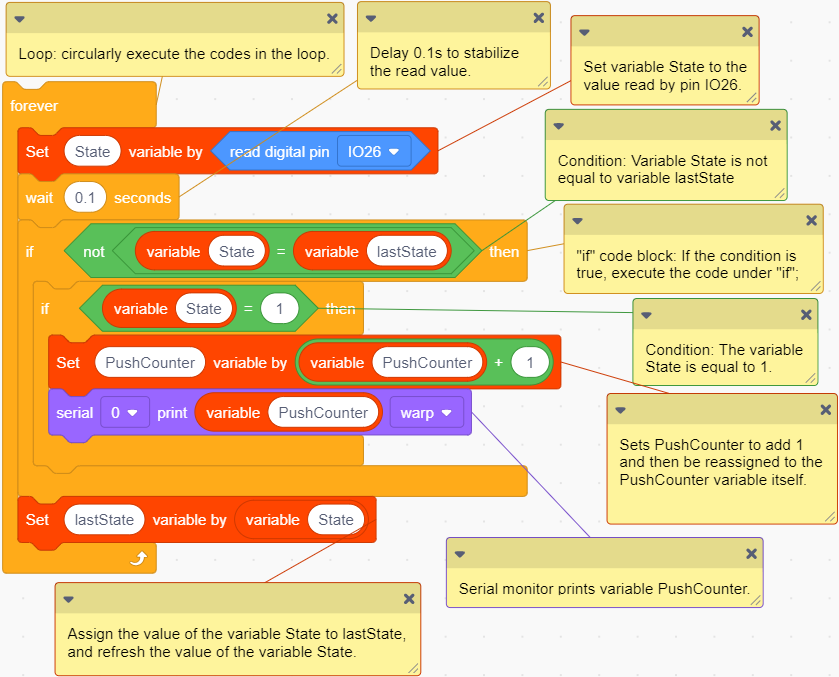 Loop: circularly execute the codes in the loop.
Delay 0.1s to stabilize
the read value.
Set variable State to the
value read by pin IO26.
forever
Set State variable by read digital pin IO26
wait 0.1 seconds
Condition: Variable State is not
equal to variable lastState
if not variable State = variable lastState then
"if" code block: If the condition is
true, execute the code under "if";
if variable State = 1 then
Condition: The variable
State is equal to 1.
Set PushCounter variable by variable PushCounter + 1
serial 0 print variable PushCounter warp
Sets PushCounter to add 1
and then be reassigned to the
PushCounter variable itself.
Set lastState variable by variable State
Serial monitor prints variable PushCounter.
Assign the value of the variable State to lastState,
and refresh the value of the variable State.